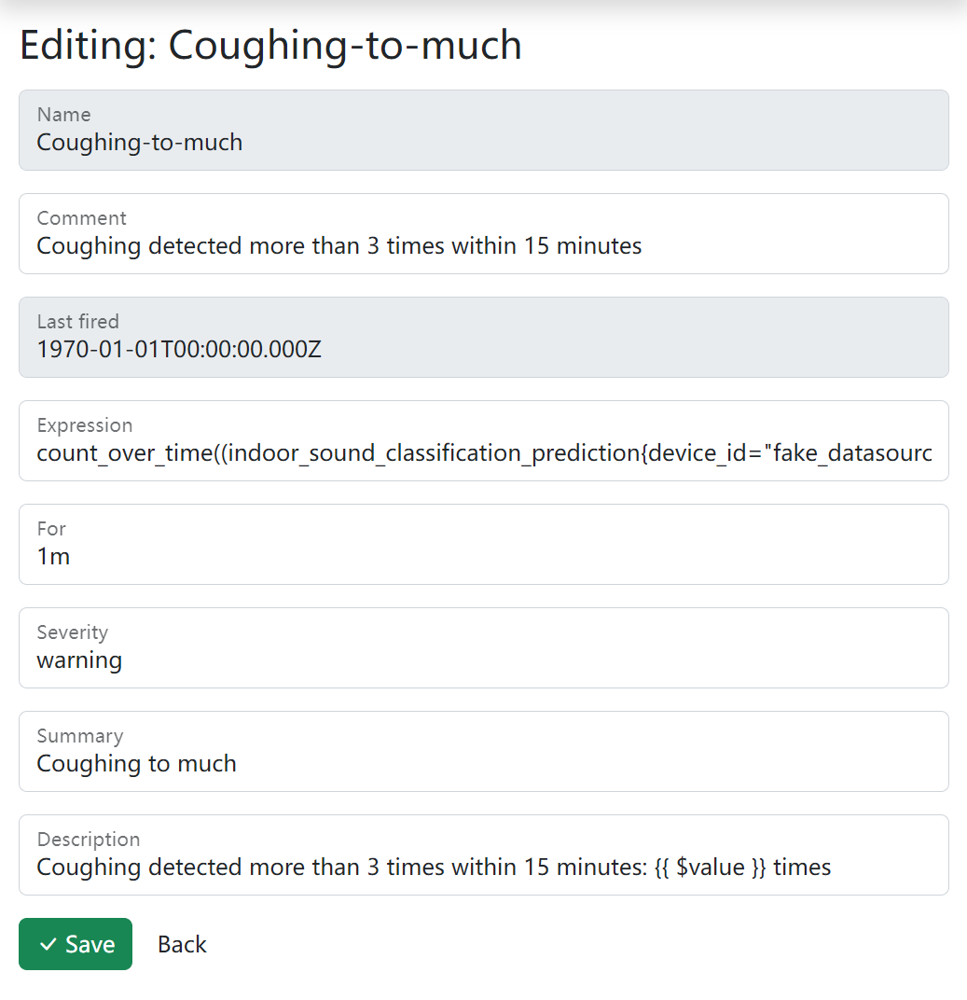 Editing: Coughing-to-much
Name
Coughing-to-much
Comment
Coughing detected more than 3 times within 15 minutes
Last fired
1970-01-01T00:00:00.000Z
Expression
count_over_time((indoor_sound_classification_prediction{device_id="fake_datasourc
For
1m
Severity
warning
Summary
Coughing to much
Description
Coughing detected more than 3 times within 15 minutes: {{ $value }} times
Save
Back